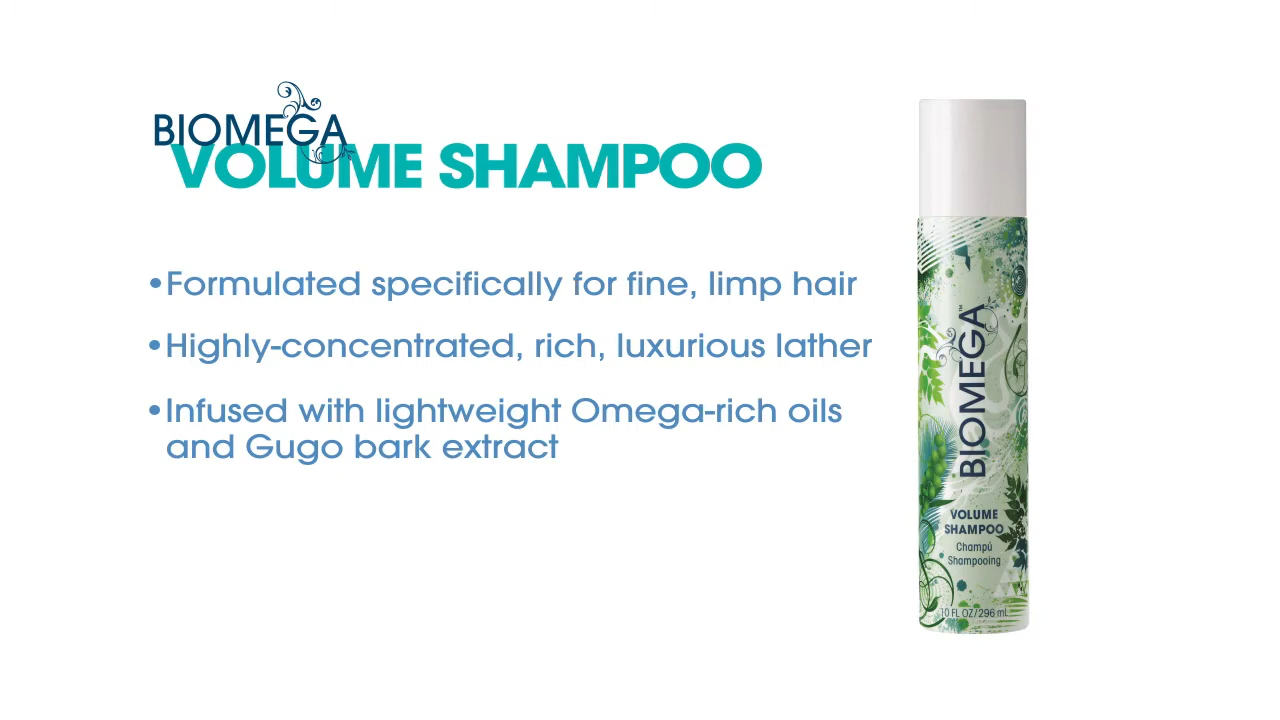 BIOMEGA
VOLUME SHAMPOO
•Formulated specifically for fine, limp hair
•Highly-concentrated, rich, luxurious lather
•Infused with lightweight Omega-rich oils
and Gugo bark extract
BIOMEGA™
VOLUME
SHAMPOO
Champú
Shampooing
10 FL OZ/296 mL